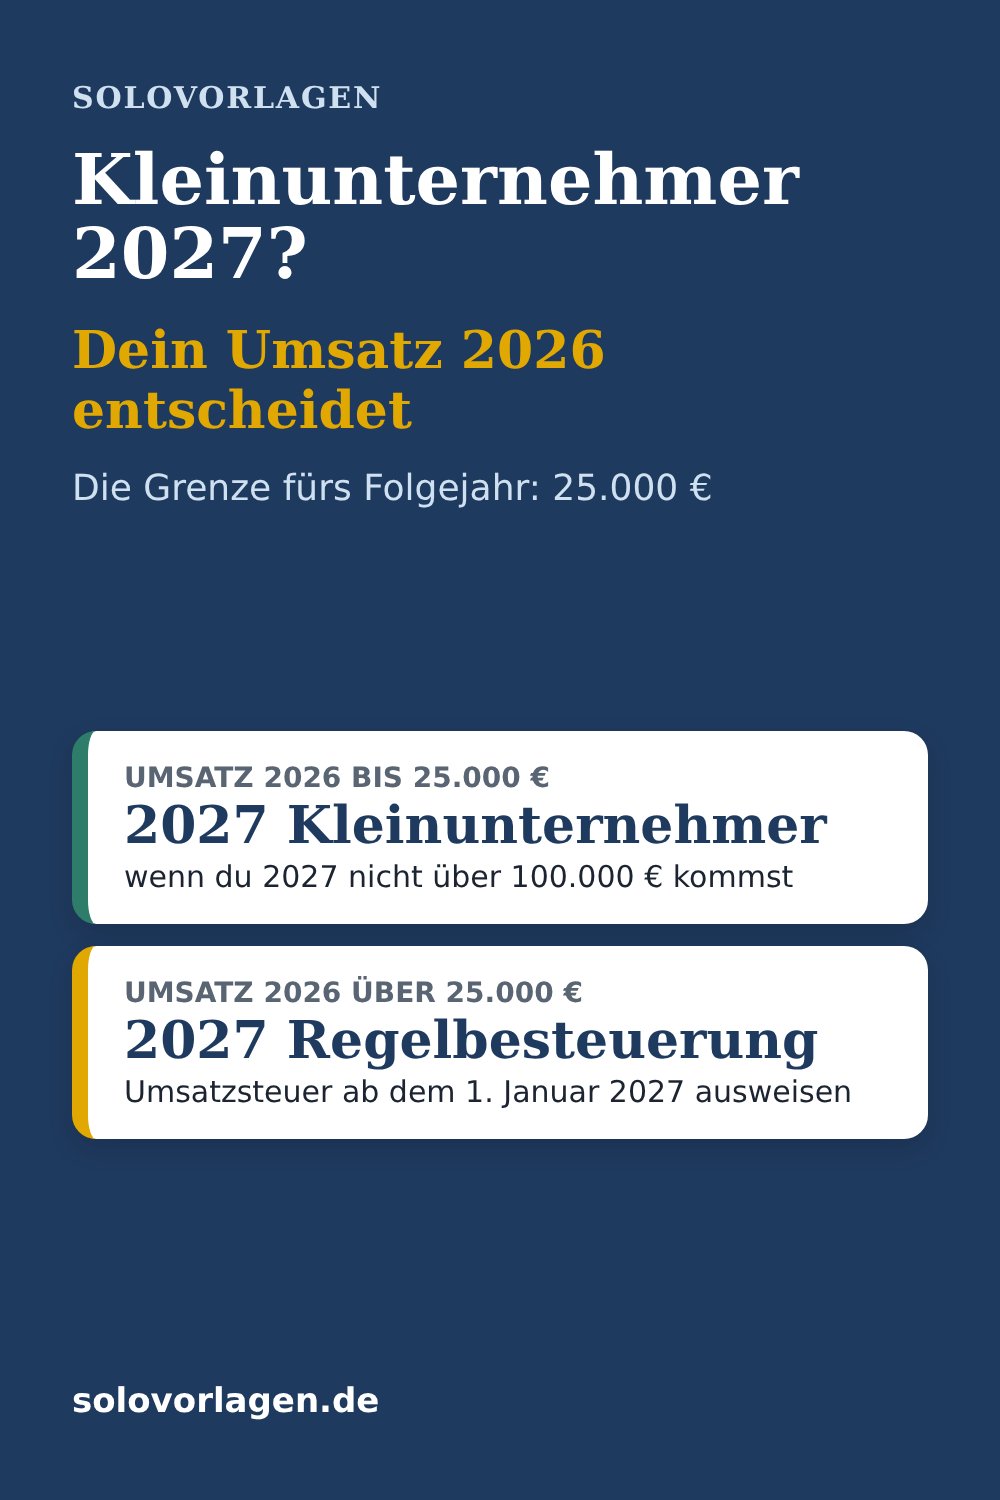 SOLOVORLAGEN
Kleinunternehmer
2027?
Dein Umsatz 2026
entscheidet
Die Grenze fürs Folgejahr: 25.000 €
UMSATZ 2026 BIS 25.000 €
2027 Kleinunternehmer
wenn du 2027 nicht über 100.000 € kommst
UMSATZ 2026 ÜBER 25.000 €
2027 Regelbesteuerung
Umsatzsteuer ab dem 1. Januar 2027 ausweisen
solovorlagen.de